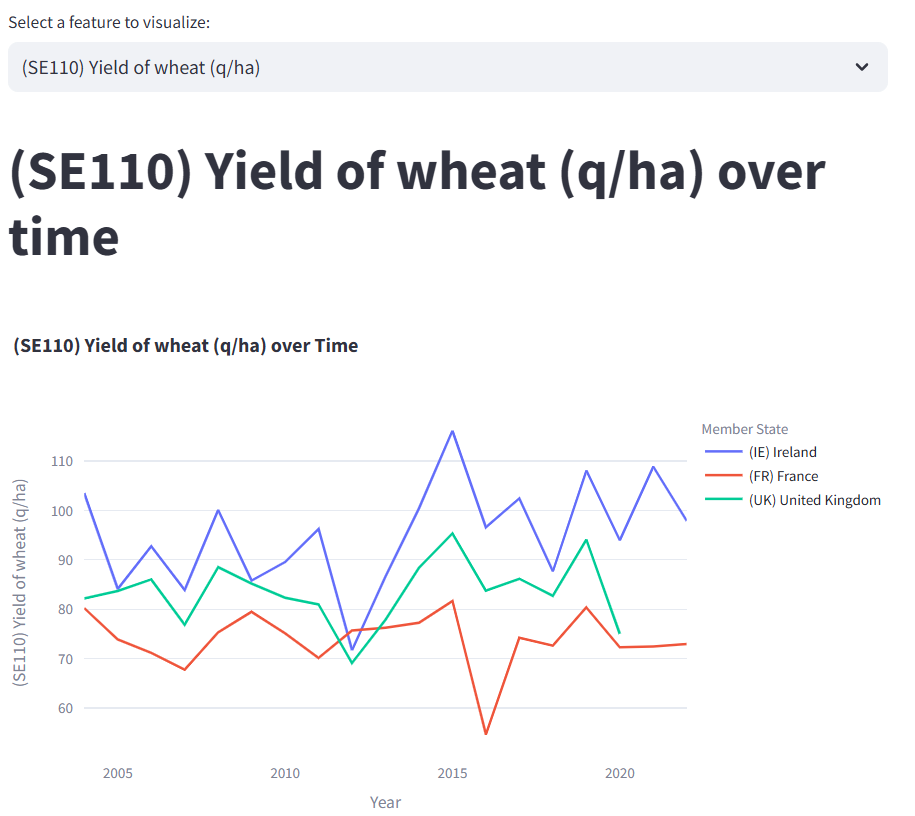 Select a feature to visualize:
(SE110) Yield of wheat (q/ha)
(SE110) Yield of wheat (q/ha) over
time
(SE110) Yield of wheat (q/ha) over Time
Member State
(IE) Ireland
(FR) France
(UK) United Kingdom
(SE110) Yield of wheat (q/ha)
110
100
90
80
70
60
2005
2010
2015
2020
Year